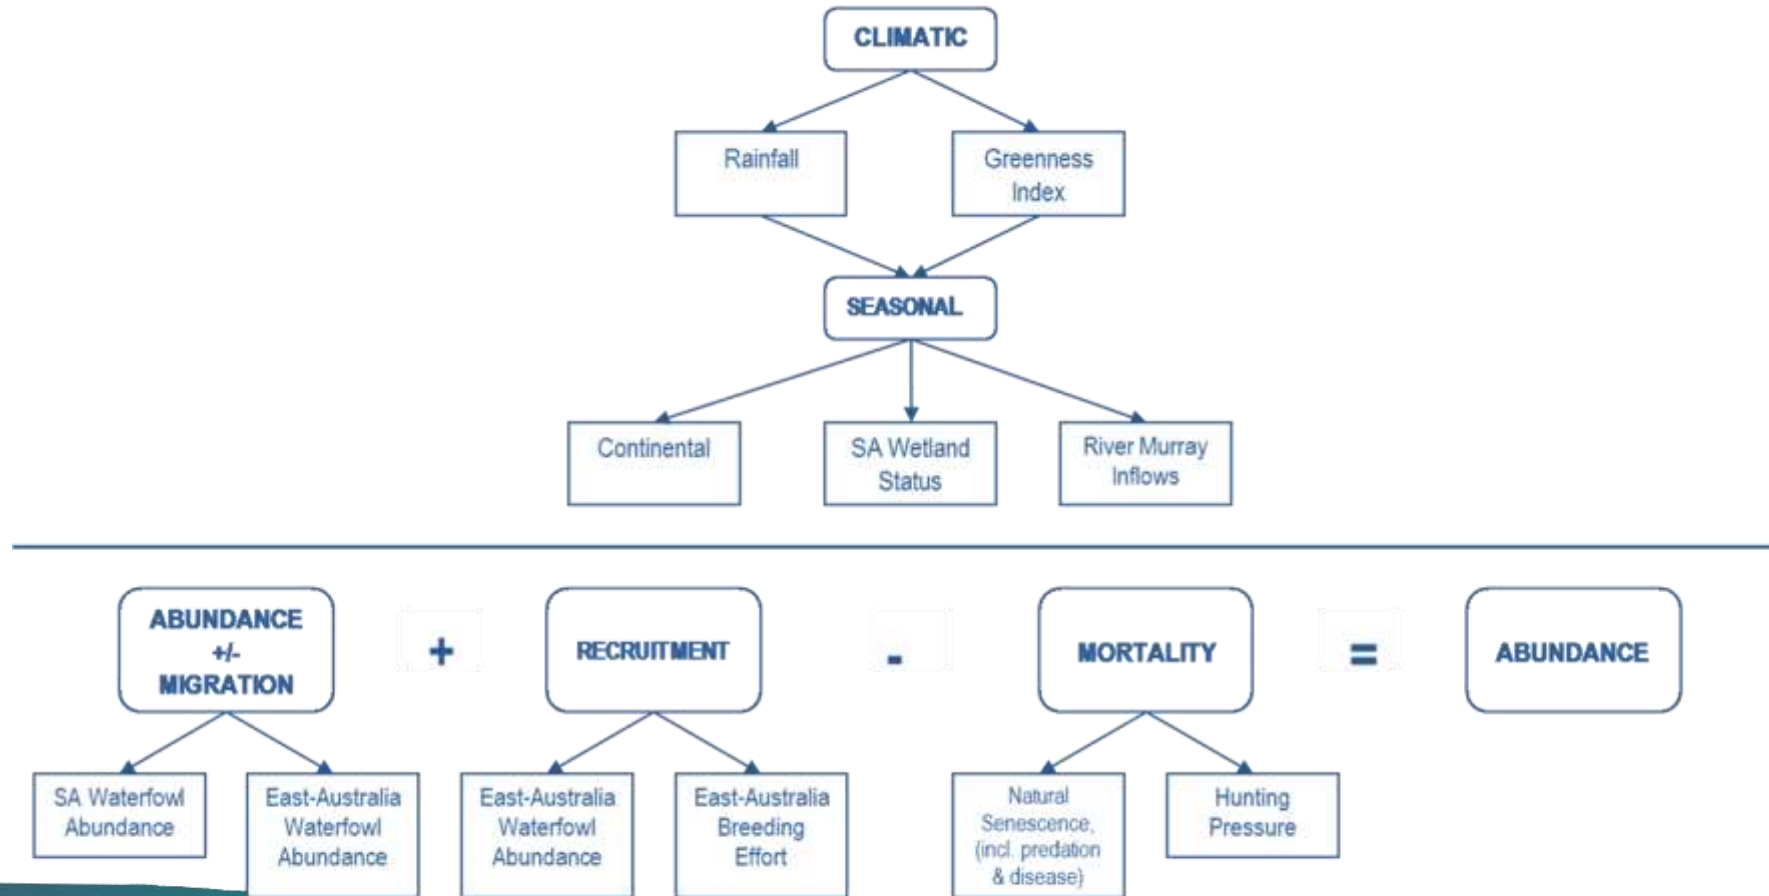 CLIMATIC
Rainfall
Greenness
Index
SEASONAL
Continental
SA Wetland
Status
River Murray
Inflows
ABUNDANCE
+/-
MIGRATION
+
RECRUITMENT
-
MORTALITY
=
ABUNDANCE
SA Waterfowl
Abundance
East-Australia
Waterfowl
Abundance
East-Australia
Waterfowl
Abundance
East-Australia
Breeding
Effort
Natural
Senescence,
(incl. predation
& disease)
Hunting
Pressure